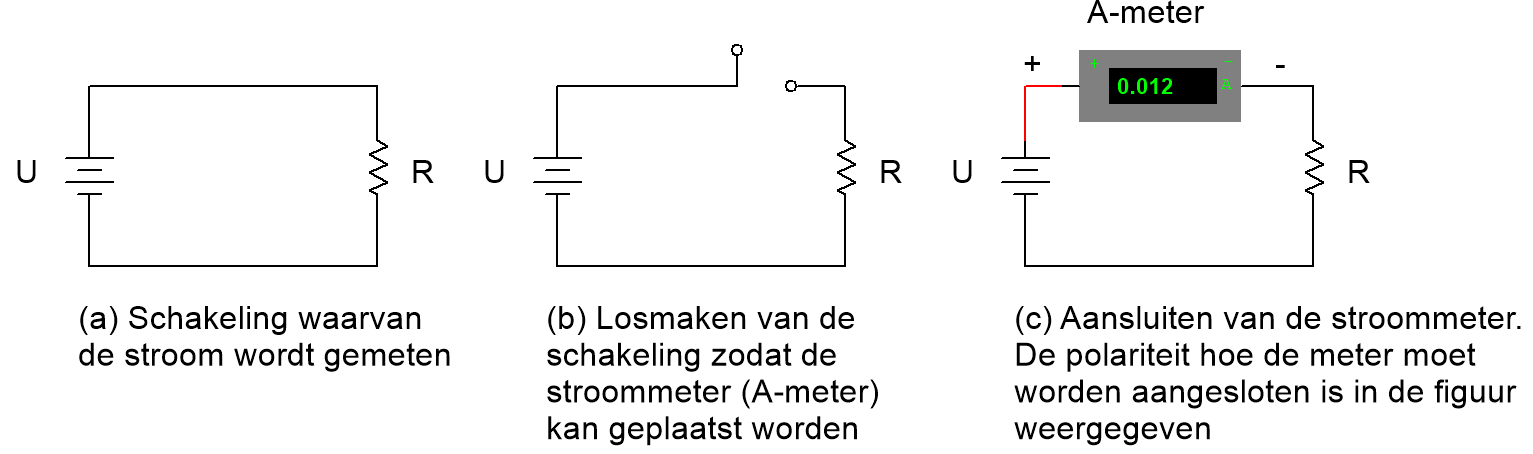 A-meter
+ -
+ −
0.012 A
U R U R U R
(a) Schakeling waarvan
de stroom wordt gemeten
(b) Losmaken van de
schakeling zodat de
stroommeter (A-meter)
kan geplaatst worden
(c) Aansluiten van de stroommeter.
De polariteit hoe de meter moet
worden aangesloten is in de figuur
weergegeven